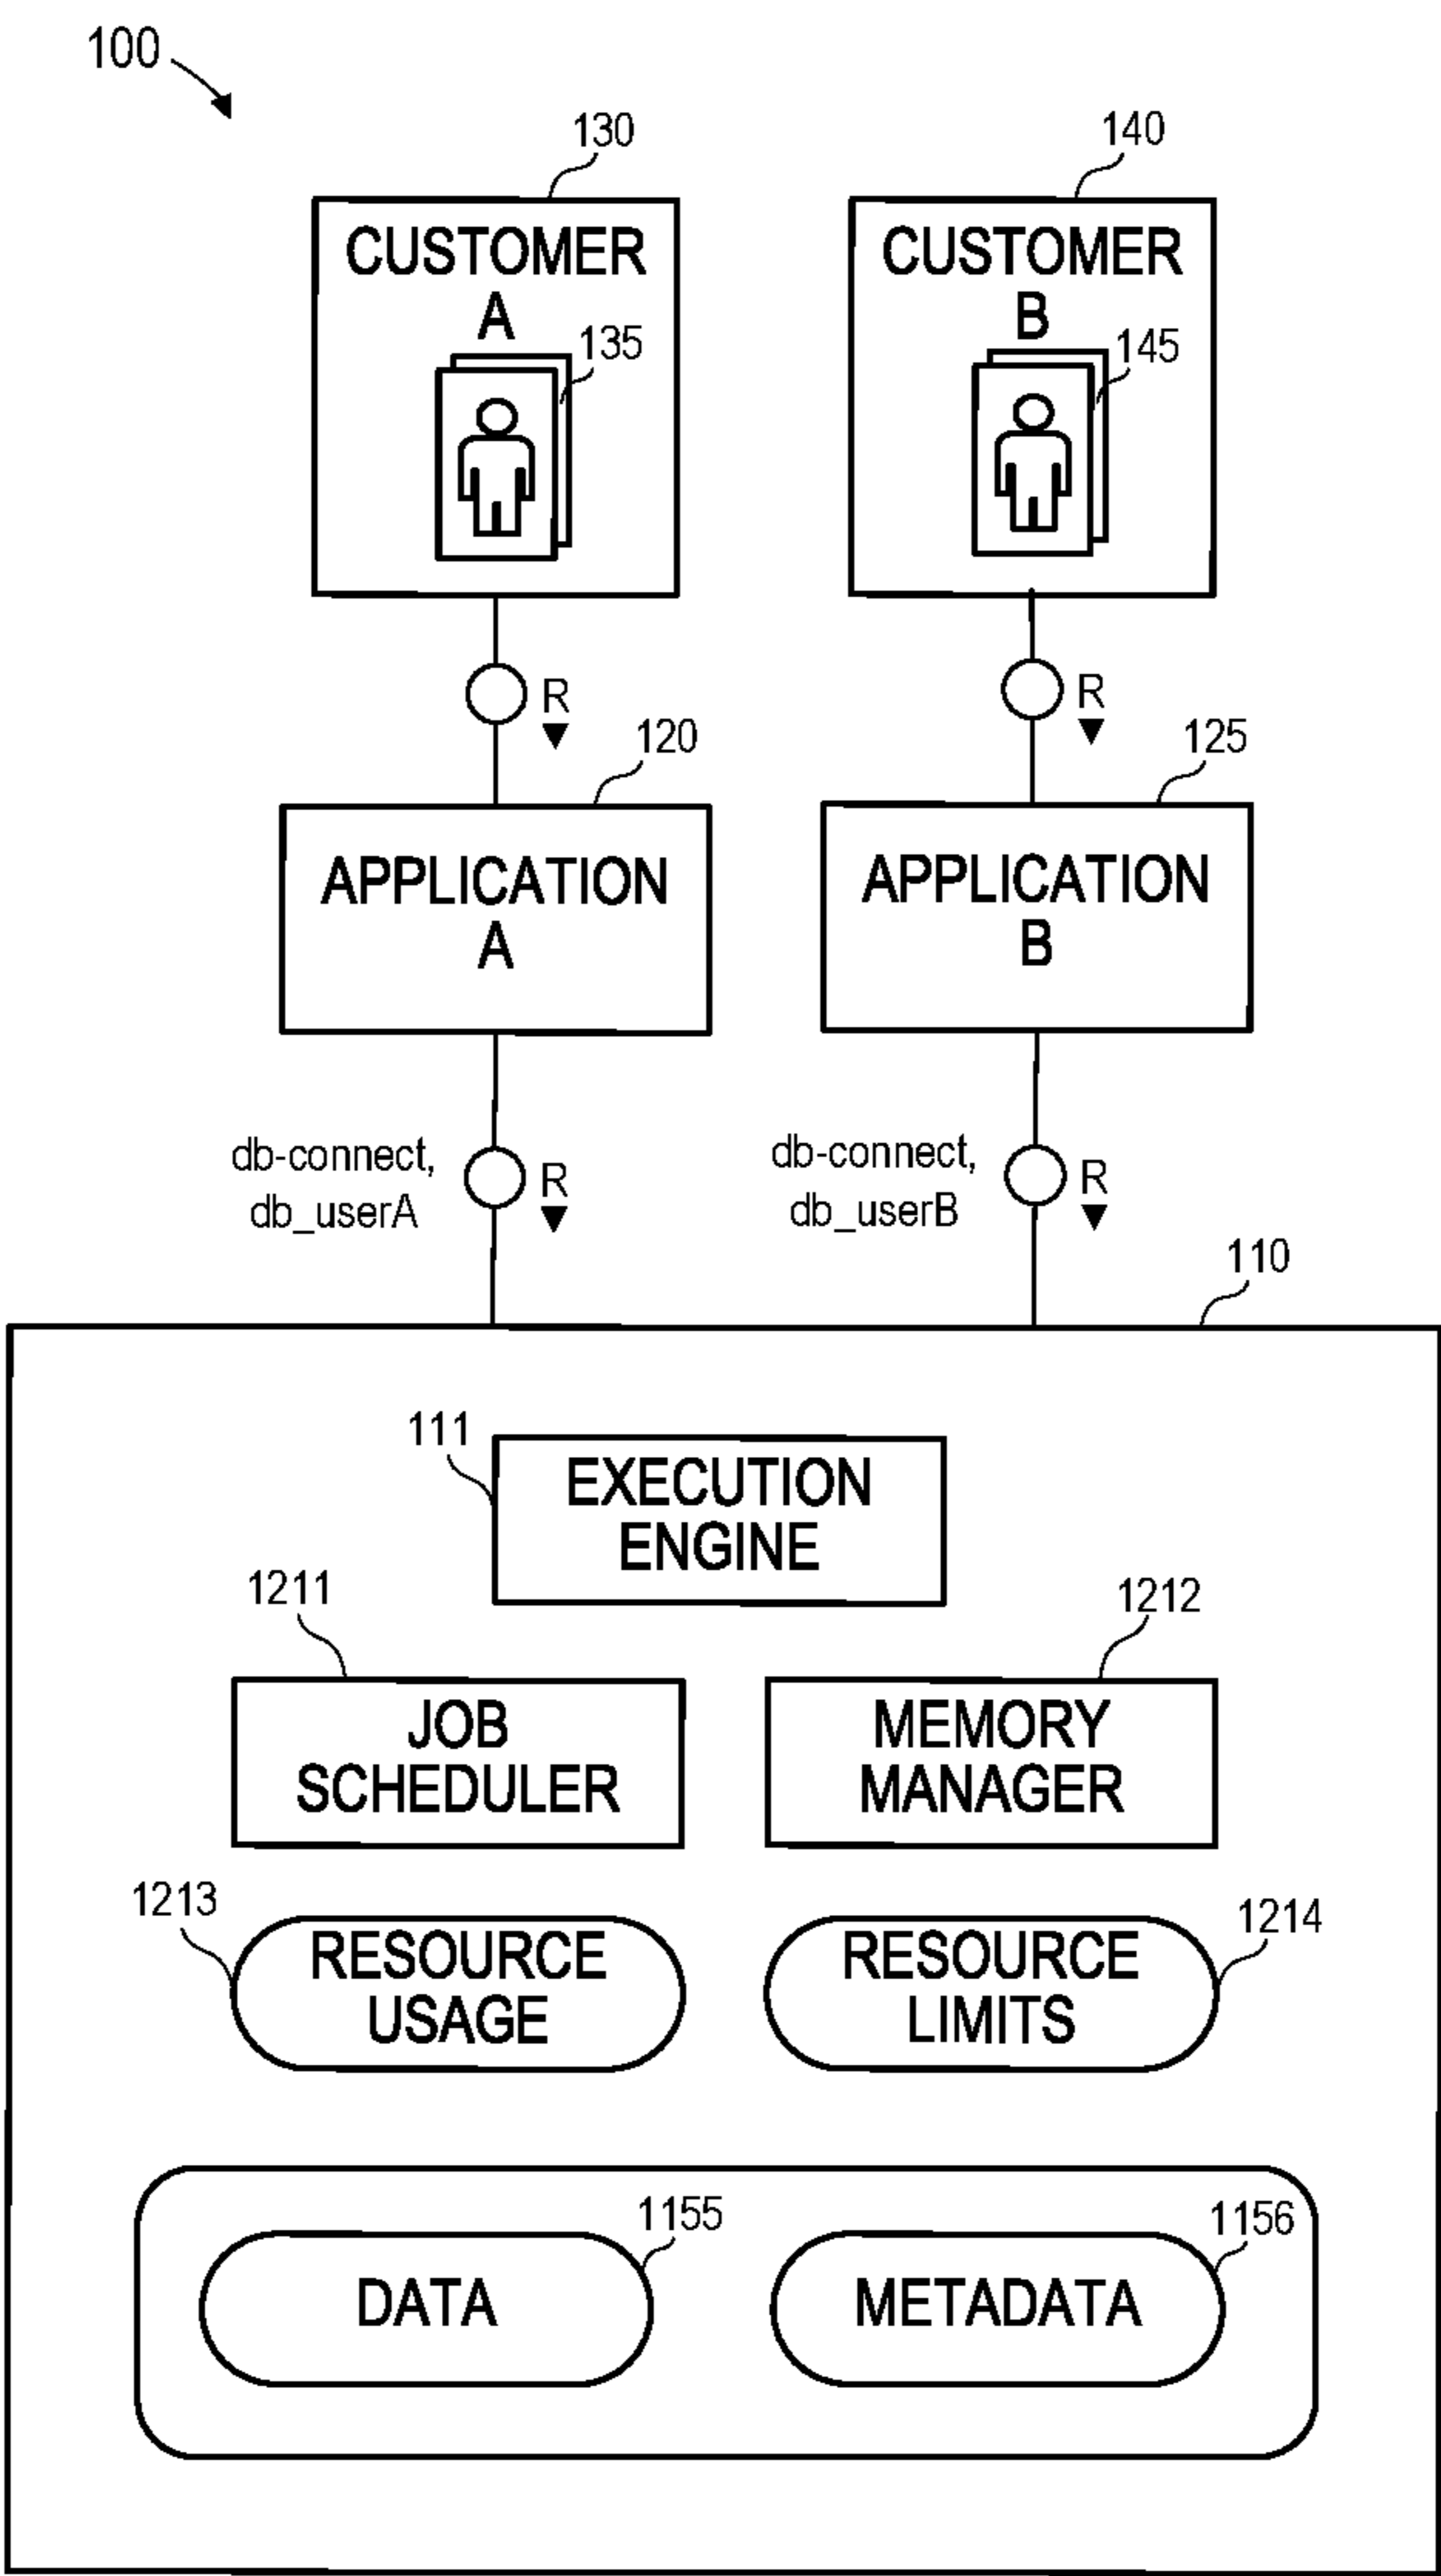 100
130
140
CUSTOMER
A
135
CUSTOMER
B
145
R
R
120
125
APPLICATION
A
APPLICATION
B
db-connect,
db_userA
R
db-connect,
db_userB
R
110
111
EXECUTION
ENGINE
1211
1212
JOB
SCHEDULER
MEMORY
MANAGER
1213
1214
RESOURCE
USAGE
RESOURCE
LIMITS
1155
1156
DATA
METADATA